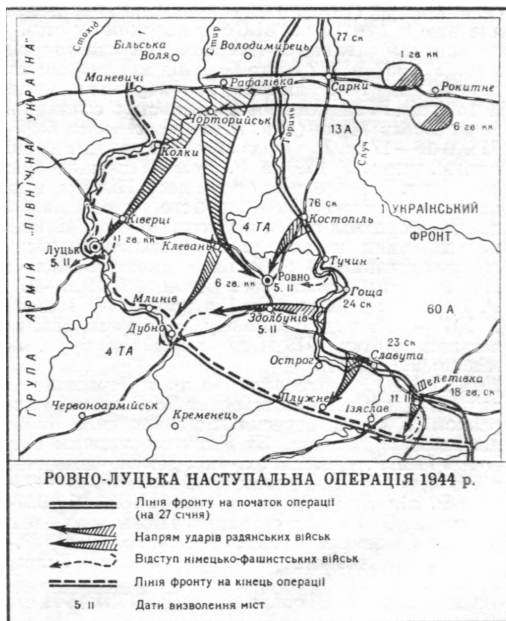 Стохід
Стир
Більська
Воля
Володимирець
77 ск
1 гв. кк
Маневичі
Рафалівка
Сарни
Рокитне
Чорторийськ
Горинь
6 гв. кк
13 А
Случ
Колки
ГРУПА АРМІЙ „ПІВНІЧНА УКРАЇНА"
76 ск
4 ТА
Костопіль
1 УКРАЇНСЬКИЙ
ФРОНТ
Ківерці
1 гв. кк
Клевань
Луцьк
5. II
6 гв. кк
Ровно
5. II
Тучин
Гоща
24 ск
60 А
Млинів
Дубно
Здолбунів
5. II
4 ТА
23 ск
Славута
Острог
Шепетівка
11. II
18 гв. ск
Плужне
Ізяслав
Червоноармійськ
Кременець
РОВНО-ЛУЦЬКА НАСТУПАЛЬНА ОПЕРАЦІЯ 1944 р.
Лінія фронту на початок операції
(на 27 січня)
Напрям ударів радянських військ
Відступ німецько-фашистських військ
Лінія фронту на кінець операції
5. II Дати визволення міст